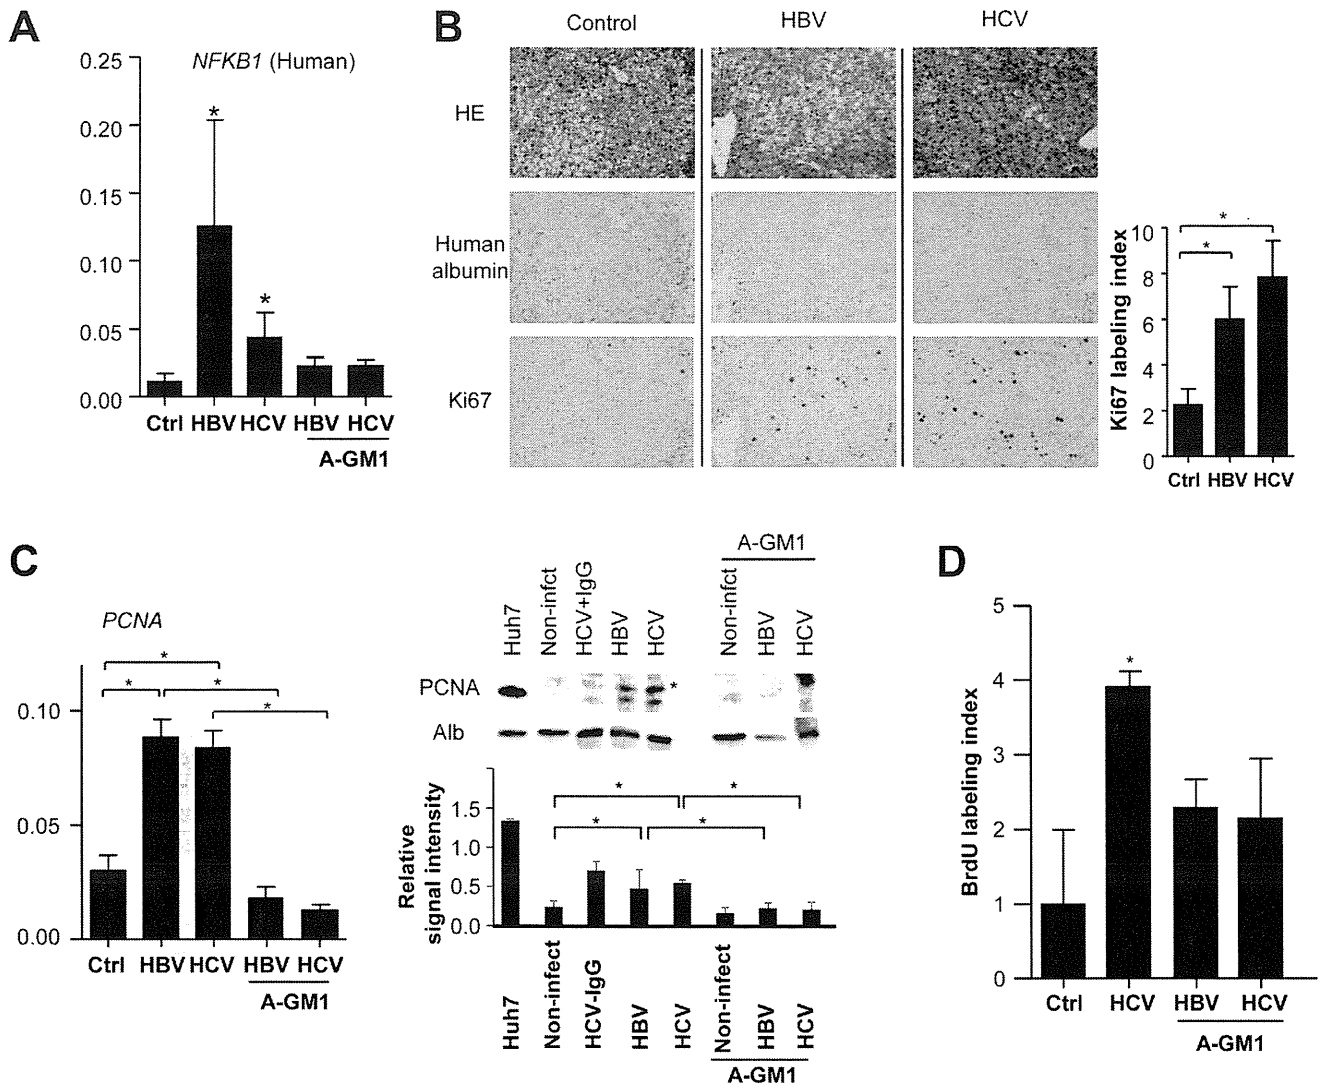 A
NFKB1 (Human)
0.25
0.20
0.15
0.10
0.05
0.00
*
*
Ctrl HBV HCV HBV HCV
A-GM1
B
Control HBV HCV
HE
Human
albumin
Ki67
Ki67 labeling index
10
8
6
4
2
0
*
*
Ctrl HBV HCV
C
PCNA
0.10
0.05
0.00
*
* *
*
Ctrl HBV HCV HBV HCV
A-GM1
A-GM1
Huh7
Non-infct
HCV+IgG
HBV
HCV
Non-infct
HBV
HCV
PCNA
*
Alb
Relative
signal intensity
1.5
1.0
0.5
0.0
* *
* *
Huh7
Non-infect
HCV-IgG
HBV
HCV
Non-infect
HBV
HCV
A-GM1
D
BrdU labeling index
5
4
3
2
1
0
*
Ctrl HCV HBV HCV
A-GM1